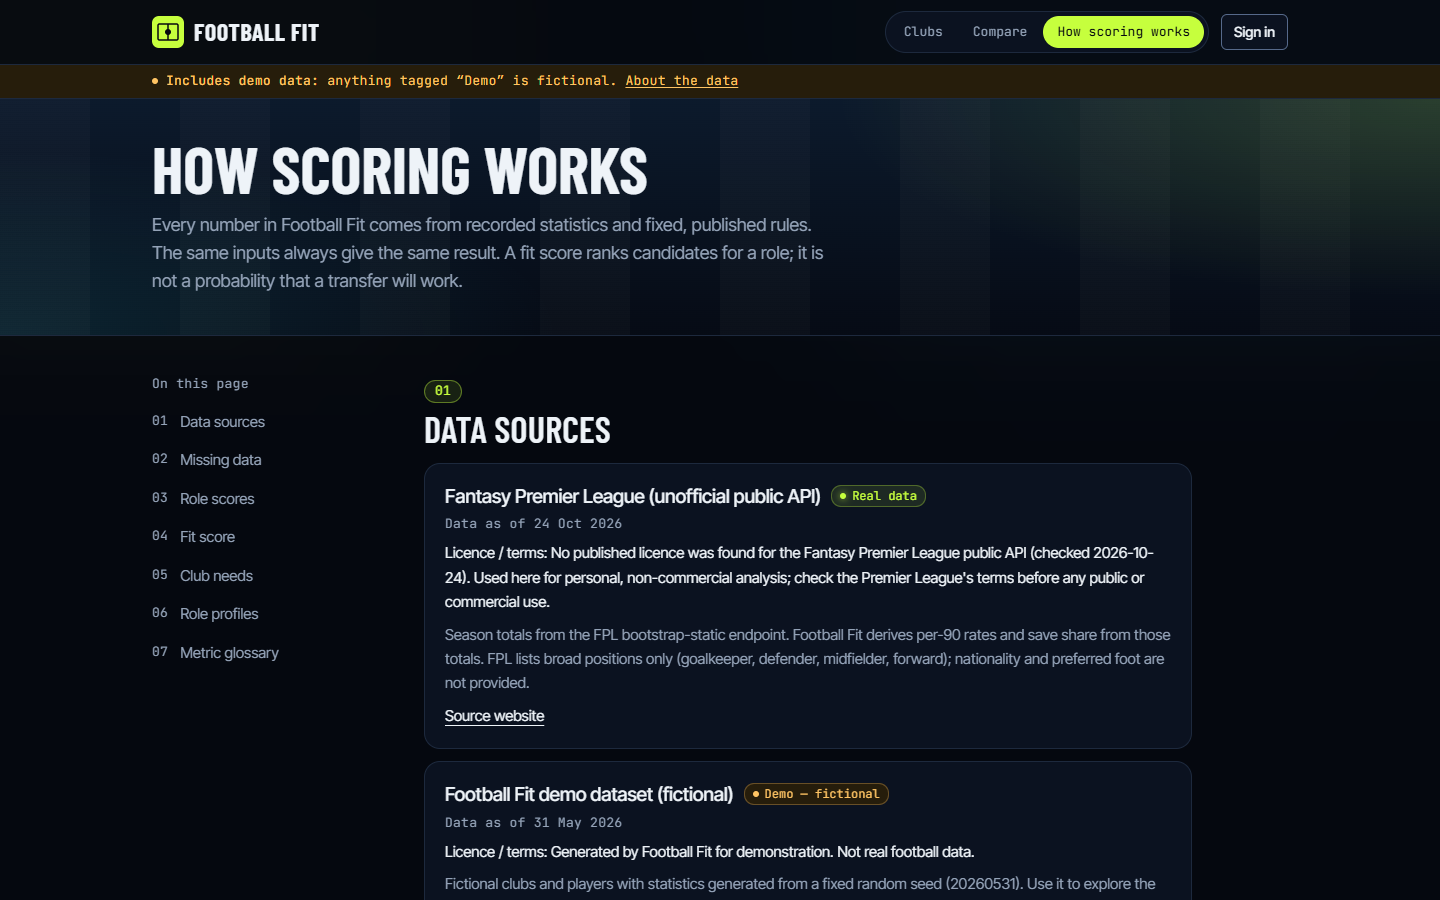 FOOTBALL FIT
Clubs
Compare
How scoring works
Sign in
Includes demo data: anything tagged “Demo” is fictional. About the data
HOW SCORING WORKS
Every number in Football Fit comes from recorded statistics and fixed, published rules.
The same inputs always give the same result. A fit score ranks candidates for a role; it is
not a probability that a transfer will work.
On this page
01 Data sources
02 Missing data
03 Role scores
04 Fit score
05 Club needs
06 Role profiles
07 Metric glossary
01
DATA SOURCES
Fantasy Premier League (unofficial public API) Real data
Data as of 24 Oct 2026
Licence / terms: No published licence was found for the Fantasy Premier League public API (checked 2026-10-
24). Used here for personal, non-commercial analysis; check the Premier League's terms before any public or
commercial use.
Season totals from the FPL bootstrap-static endpoint. Football Fit derives per-90 rates and save share from those
totals. FPL lists broad positions only (goalkeeper, defender, midfielder, forward); nationality and preferred foot are
not provided.
Source website
Football Fit demo dataset (fictional) Demo — fictional
Data as of 31 May 2026
Licence / terms: Generated by Football Fit for demonstration. Not real football data.
Fictional clubs and players with statistics generated from a fixed random seed (20260531). Use it to explore the